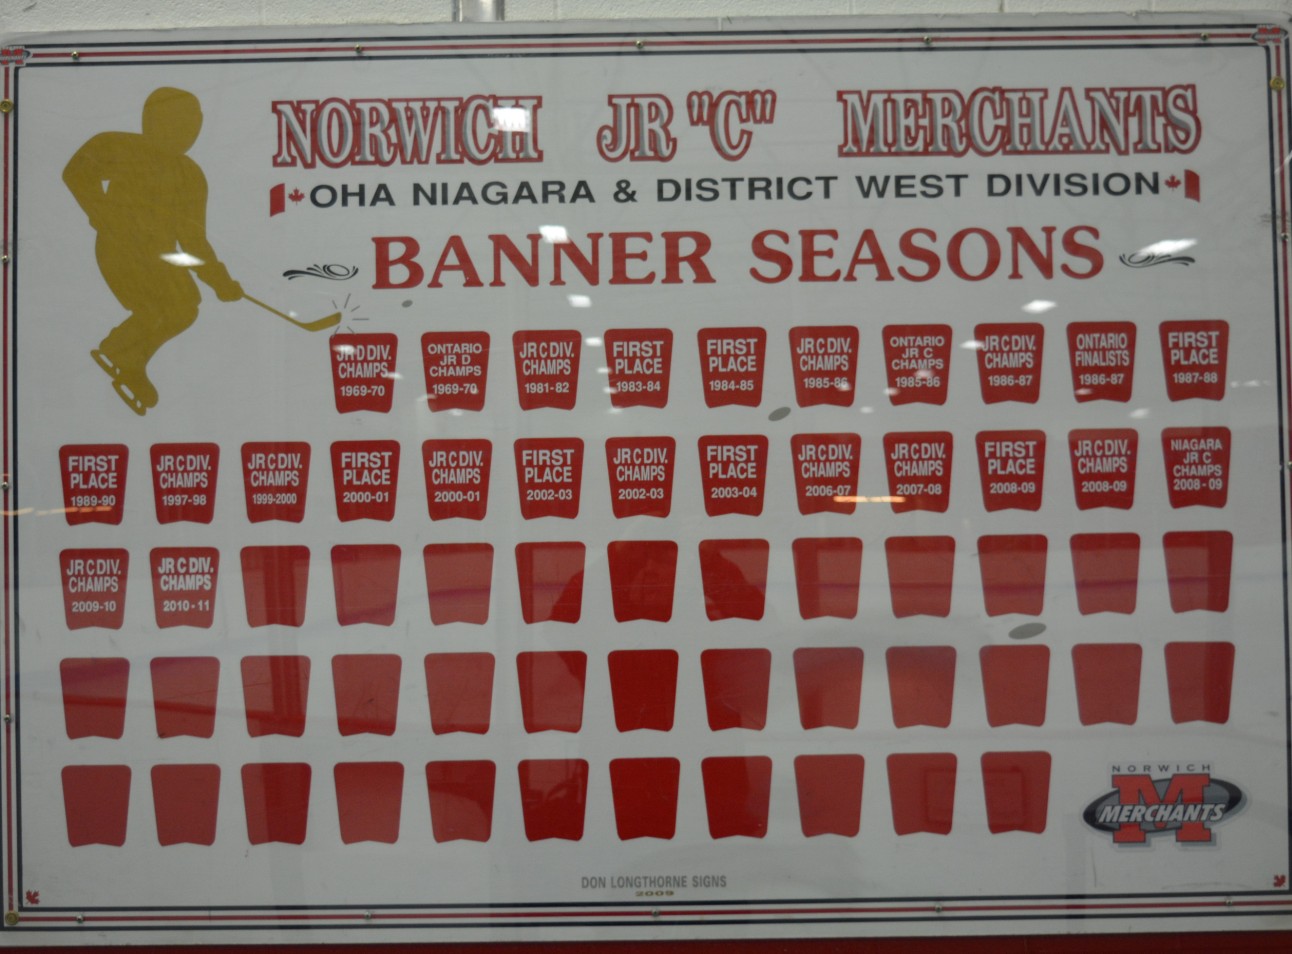 NORWICH JR "C" MERCHANTS
OHA NIAGARA & DISTRICT WEST DIVISION
BANNER SEASONS
JR D DIV.
CHAMPS
1969-70
ONTARIO
JR D
CHAMPS
1969-70
JR C DIV.
CHAMPS
1981-82
FIRST
PLACE
1983-84
FIRST
PLACE
1984-85
JR C DIV.
CHAMPS
1985-86
ONTARIO
JR C
CHAMPS
1985-86
JR C DIV.
CHAMPS
1986-87
ONTARIO
FINALISTS
1986-87
FIRST
PLACE
1987-88
FIRST
PLACE
1989-90
JR C DIV.
CHAMPS
1997-98
JR C DIV.
CHAMPS
1999-2000
FIRST
PLACE
2000-01
JR C DIV.
CHAMPS
2000-01
FIRST
PLACE
2002-03
JR C DIV.
CHAMPS
2002-03
FIRST
PLACE
2003-04
JR C DIV.
CHAMPS
2006-07
JR C DIV.
CHAMPS
2007-08
FIRST
PLACE
2008-09
JR C DIV.
CHAMPS
2008-09
NIAGARA
JR C
CHAMPS
2008-09
JR C DIV.
CHAMPS
2009-10
JR C DIV.
CHAMPS
2010-11
NORWICH
M
MERCHANTS
DON LONGTHORNE SIGNS
2009